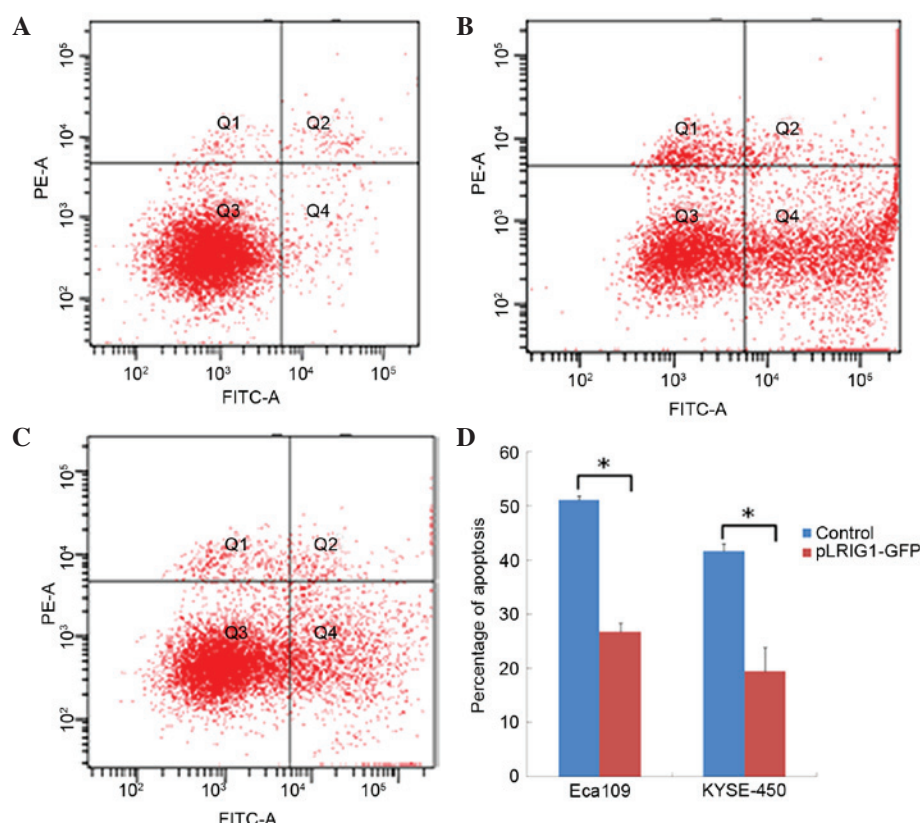 A
10⁵
10⁴
10³
10²
PE-A
Q1
Q2
Q3
Q4
10²
10³
10⁴
10⁵
FITC-A
B
10⁵
10⁴
10³
10²
PE-A
Q1
Q2
Q3
Q4
10²
10³
10⁴
10⁵
FITC-A
C
10⁵
10⁴
10³
10²
PE-A
Q1
Q2
Q3
Q4
10²
10³
10⁴
10⁵
FITC-A
D
60
50
40
30
20
10
0
Percentage of apoptosis
*
*
Control
pLRIG1-GFP
Eca109
KYSE-450